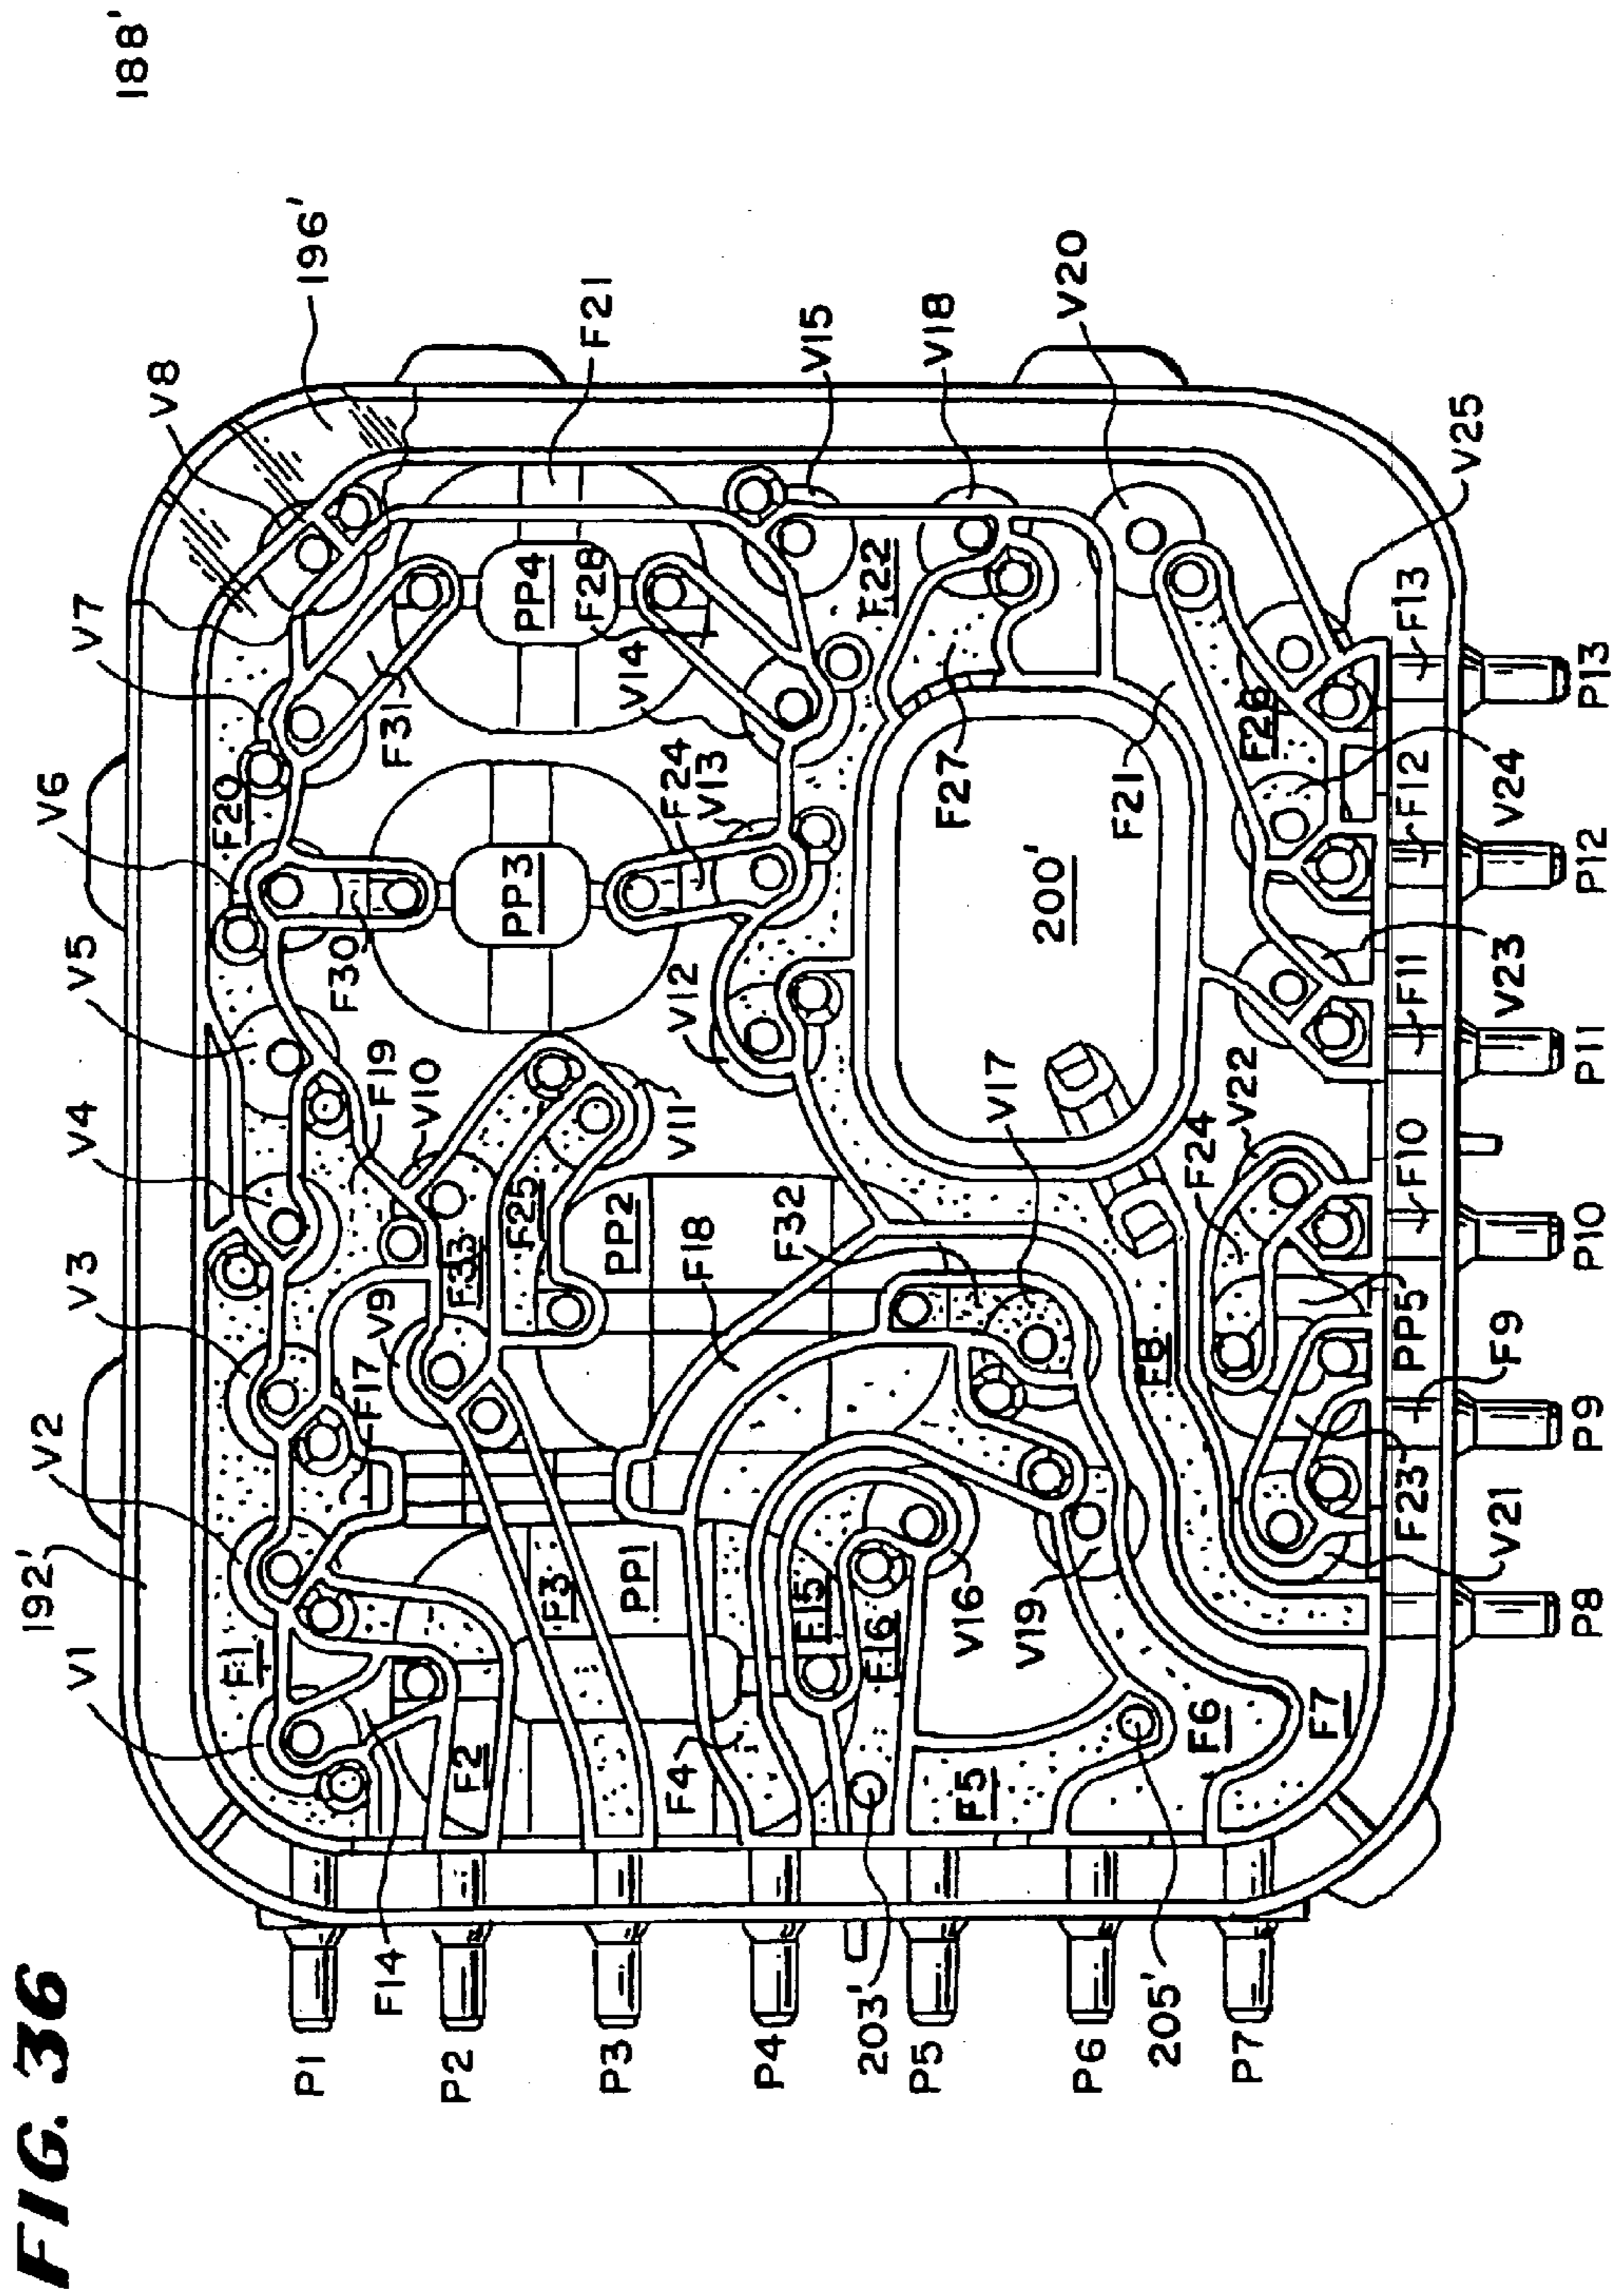 FIG. 36
188'
192'
196'
V1
V2
V3
V4
V5
V6
V7
V8
F21
V15
V18
V20
V25
F1
F20
F14
F2
F3
PP1
F17
V9
F33
F25
PP2
F19
V10
V11
F30
PP3
F31
PP4
F28
V14
F24
V13
V12
F22
F27
F21
200'
F18
F32
V17
F4
F15
F16
V16
V19
F5
F6
F7
F8
F24
V22
F26
PP5
F9
F23
V21
F10
F11
V23
F12
V24
F13
P1
P2
P3
P4
203'
P5
P6
205'
P7
P8
P9
P10
P11
P12
P13